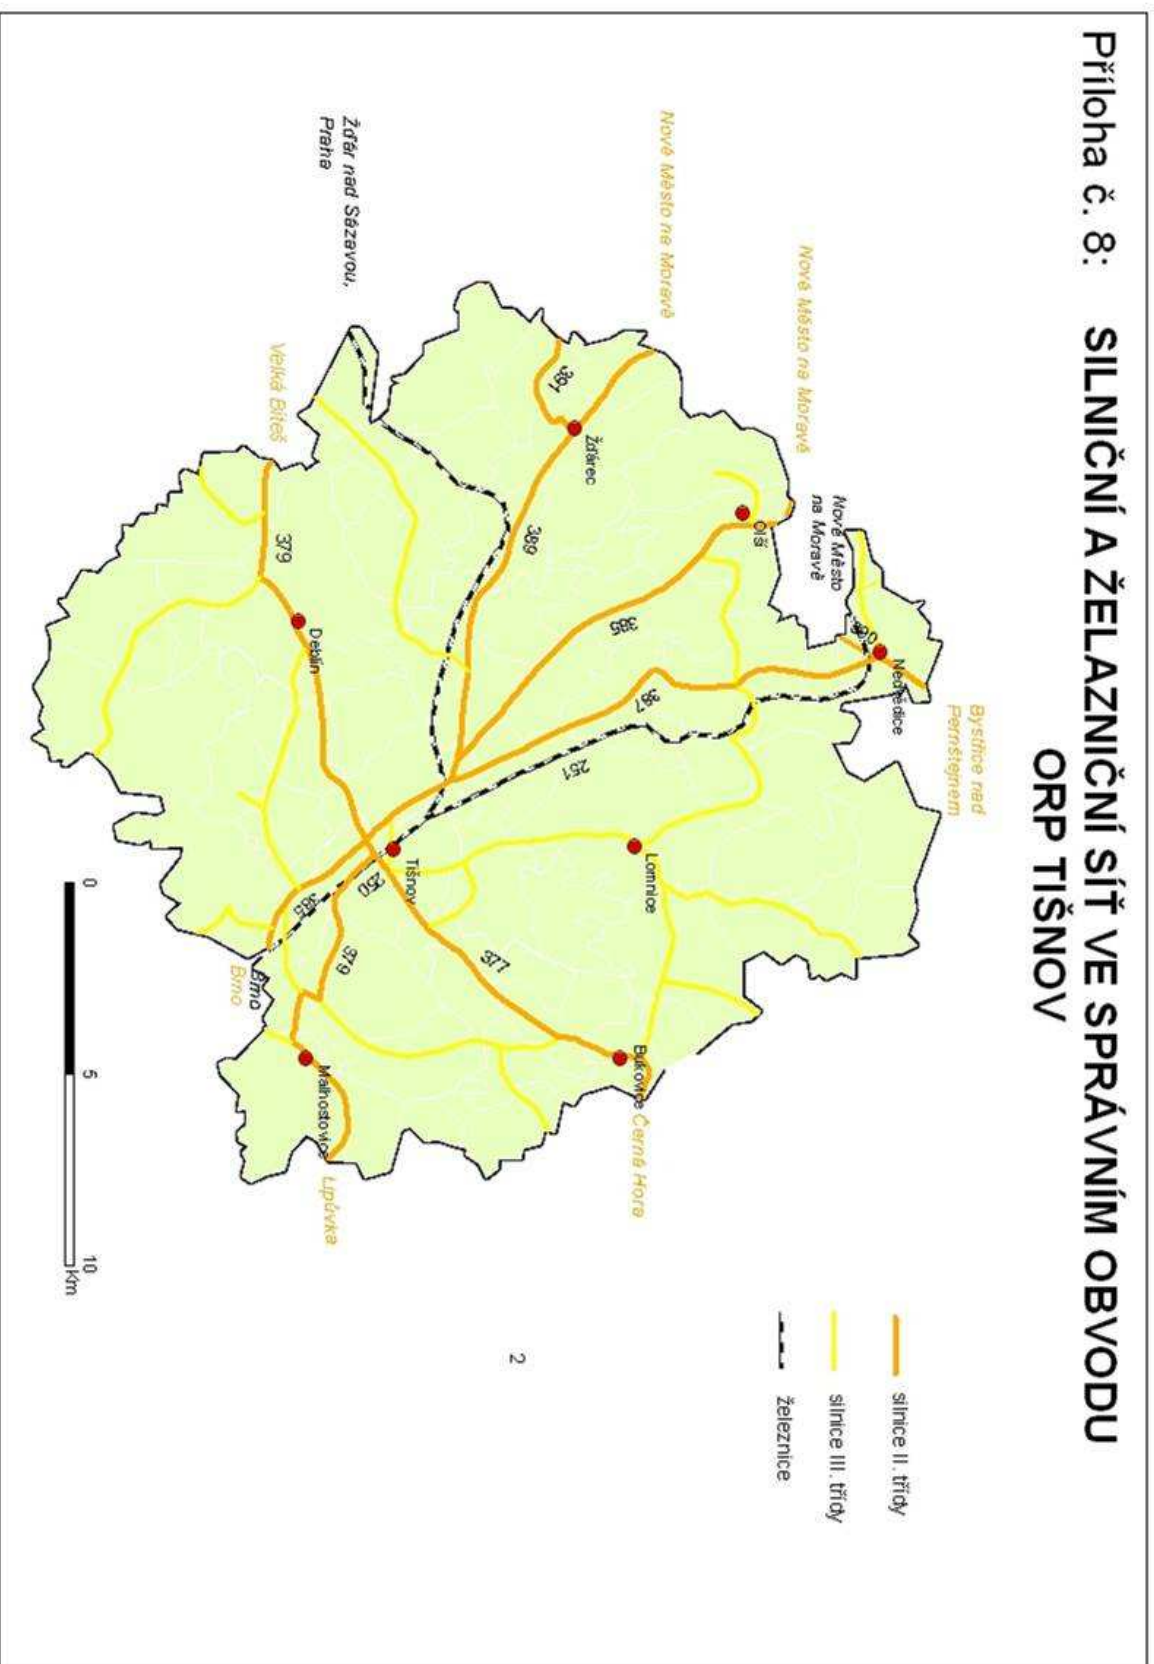 Příloha č. 8: SILNIČNÍ A ŽELAZNIČNÍ SÍŤ VE SPRÁVNÍM OBVODU
ORP TIŠNOV
Bystřice nad
Pernštejnem
Nové Město na Moravě
Nové Město
na Moravě
Nedvědice
390
Nové Město na Moravě
Olší
Žďárec
391
389
385
387
251
Lomnice
Bukovice
Černá Hora
377
Žďár nad Sázavou,
Praha
Velká Bíteš
379
Deblín
Tišnov
250
385
379
Brno
Brno
Malhostovice
Lipůvka
silnice II. třídy
silnice III. třídy
železnice
2
0 5 10
Km